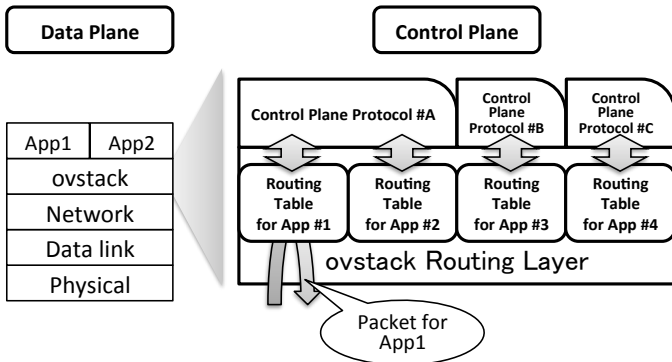 Data Plane
Control Plane
App1
App2
ovstack
Network
Data link
Physical
Control Plane Protocol #A
Control
Plane
Protocol #B
Control
Plane
Protocol #C
Routing
Table
for App #1
Routing
Table
for App #2
Routing
Table
for App #3
Routing
Table
for App #4
ovstack Routing Layer
Packet for
App1